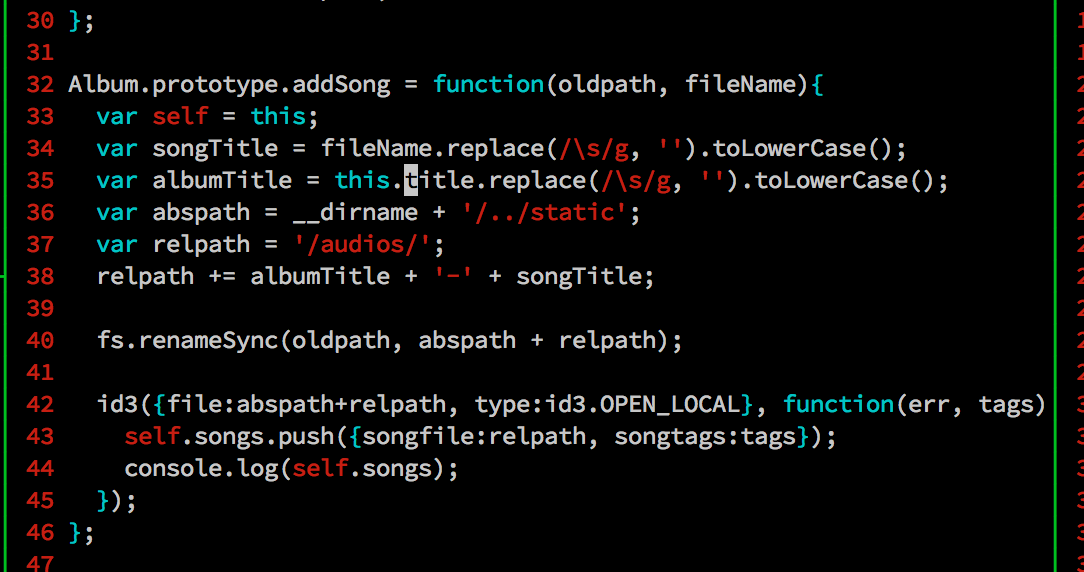 30 };
31
32 Album.prototype.addSong = function(oldpath, fileName){
33   var self = this;
34   var songTitle = fileName.replace(/\s/g, '').toLowerCase();
35   var albumTitle = this.title.replace(/\s/g, '').toLowerCase();
36   var abspath = __dirname + '/../static';
37   var relpath = '/audios/';
38   relpath += albumTitle + '-' + songTitle;
39
40   fs.renameSync(oldpath, abspath + relpath);
41
42   id3({file:abspath+relpath, type:id3.OPEN_LOCAL}, function(err, tags)
43     self.songs.push({songfile:relpath, songtags:tags});
44     console.log(self.songs);
45   });
46 };
47